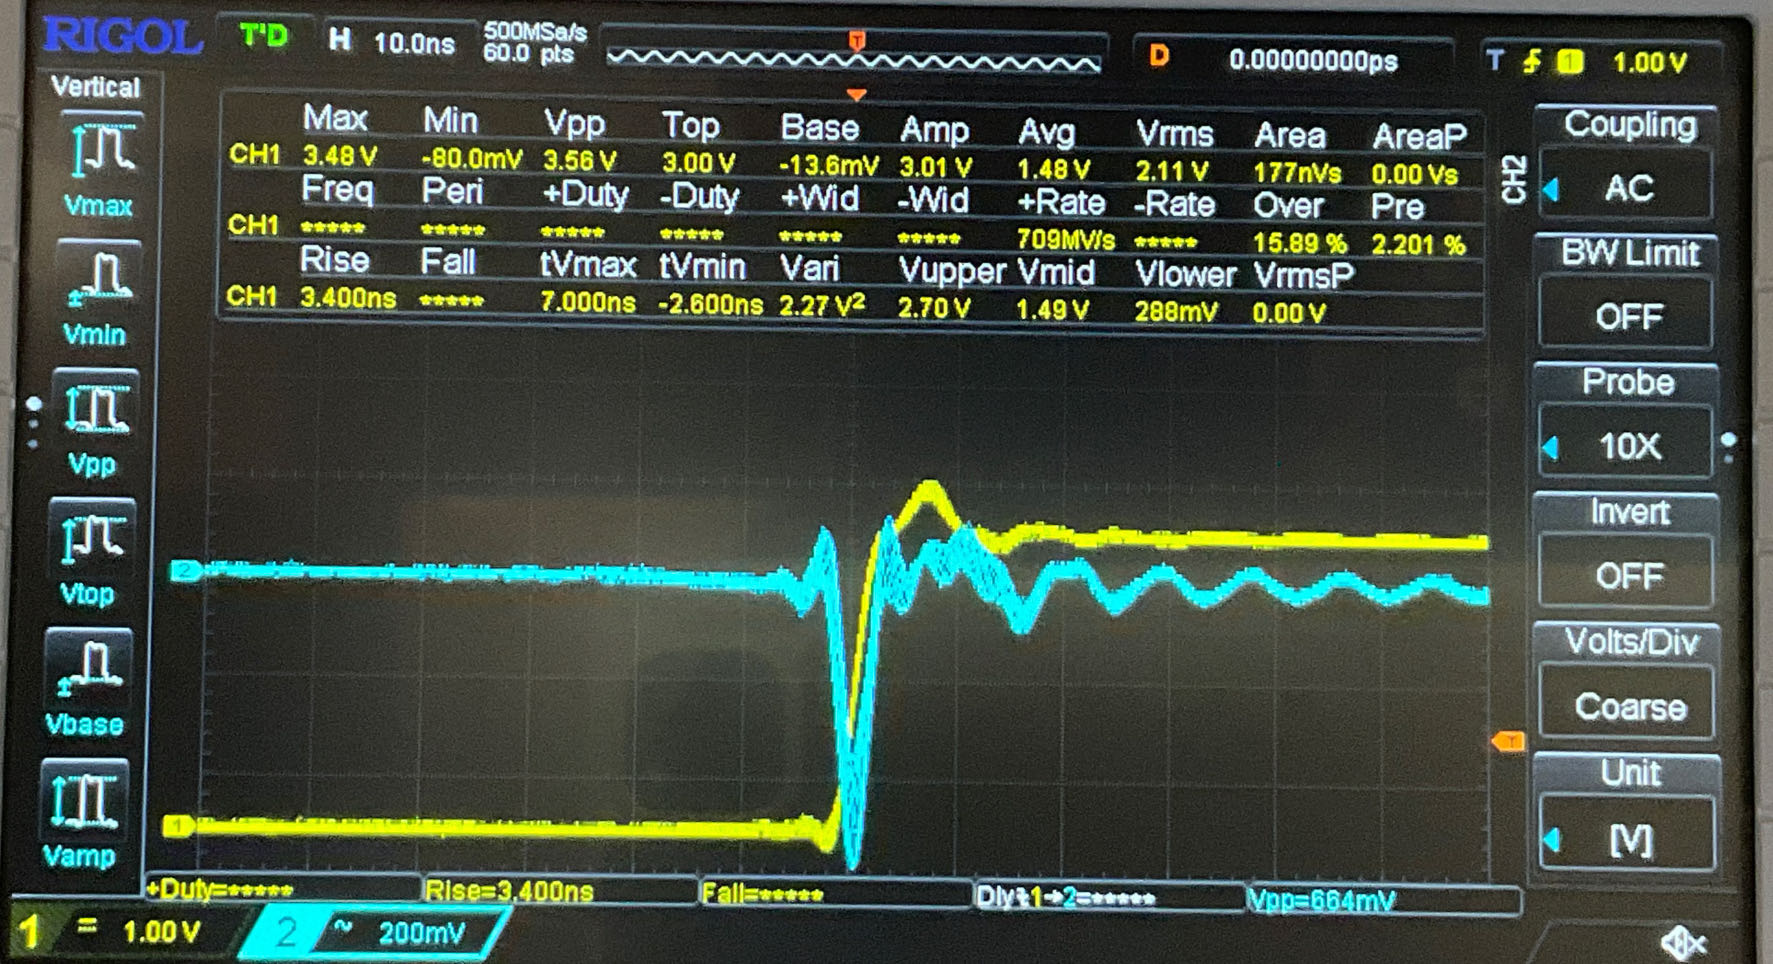 RIGOL T'D H 10.0ns 500MSa/s 60.0 pts T D 0.00000000ps T 1 1.00 V
Vertical
Vmax
Vmin
Vpp
Vtop
Vbase
Vamp
Max Min Vpp Top Base Amp Avg Vrms Area AreaP
CH1 3.48 V -80.0mV 3.56 V 3.00 V -13.6mV 3.01 V 1.48 V 2.11 V 177nVs 0.00 Vs
Freq Peri +Duty -Duty +Wid -Wid +Rate -Rate Over Pre
CH1 ***** ***** ***** ***** ***** ***** 709MV/s ***** 15.89 % 2.201 %
Rise Fall tVmax tVmin Vari Vupper Vmid Vlower VrmsP
CH1 3.400ns ***** 7.000ns -2.600ns 2.27 V² 2.70 V 1.49 V 288mV 0.00 V
2
1
T
CH2
Coupling
AC
BW Limit
OFF
Probe
10X
Invert
OFF
Volts/Div
Coarse
Unit
[V]
+Duty=***** Rise=3.400ns Fall=***** Dly1→2=***** Vpp=664mV
1 = 1.00 V 2 ~ 200mV